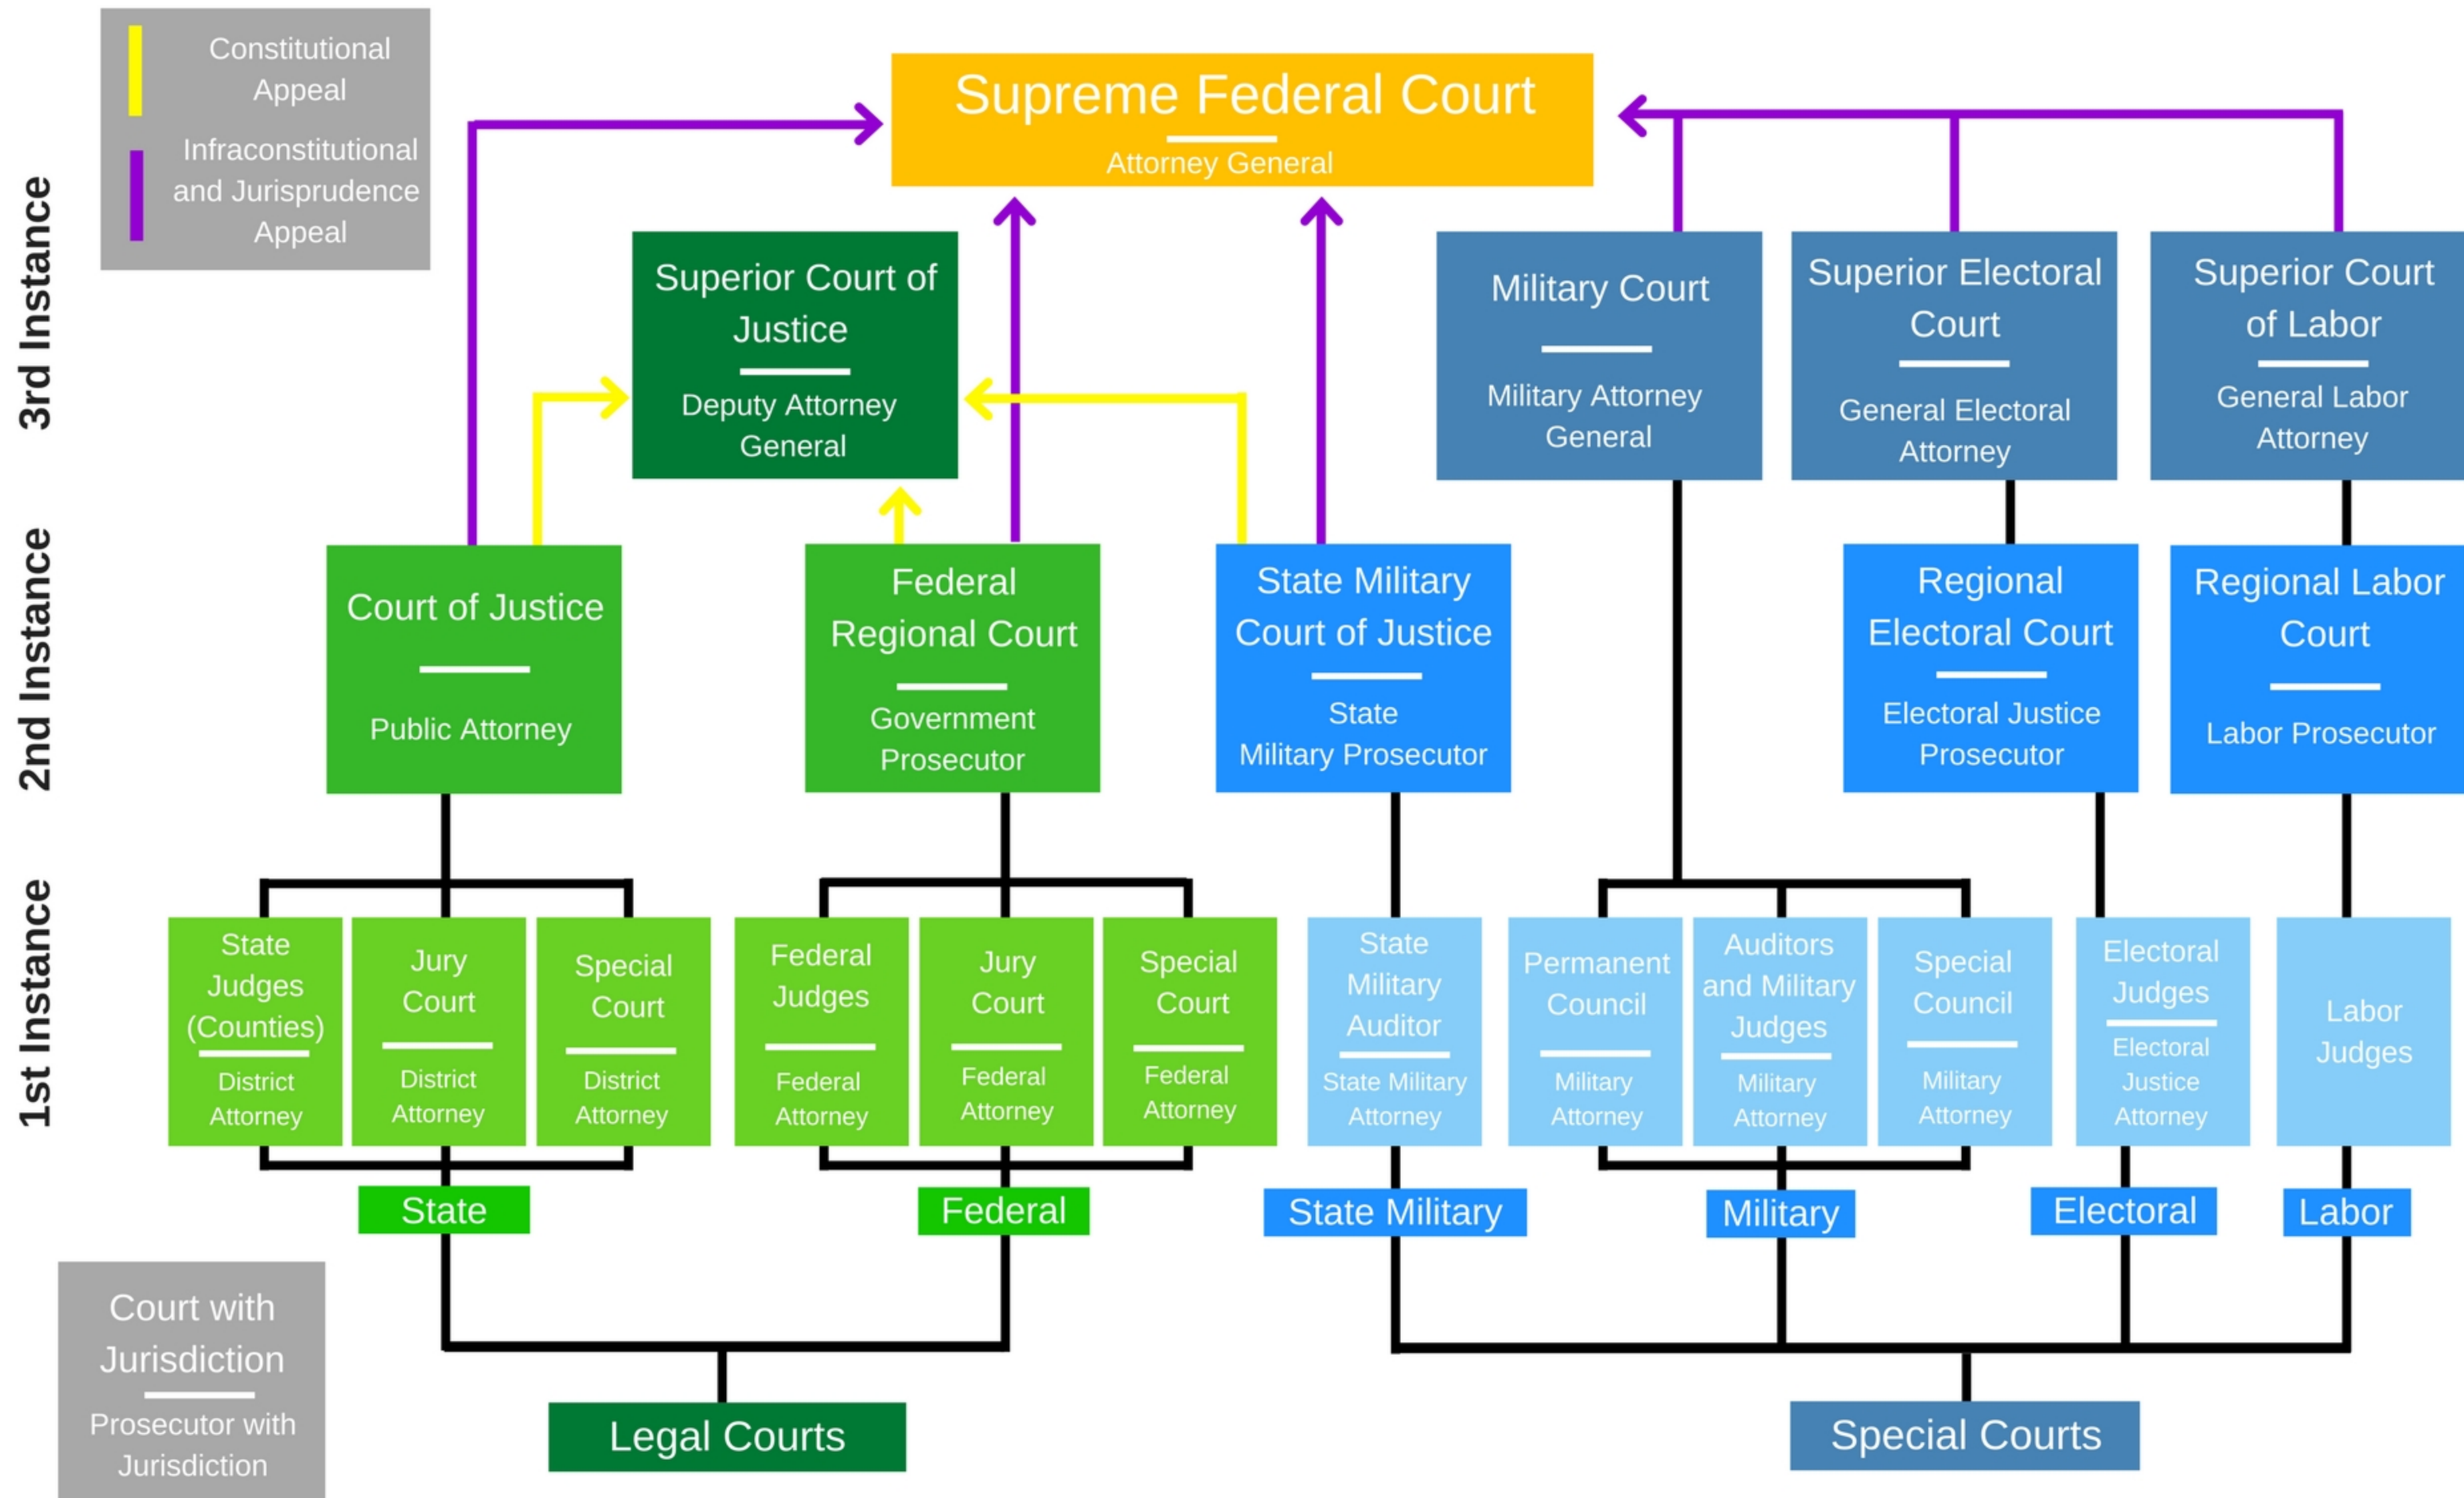 Constitutional
Appeal
Infraconstitutional
and Jurisprudence
Appeal
Supreme Federal Court
Attorney General
3rd Instance
Superior Court of
Justice
Deputy Attorney
General
Military Court
Military Attorney
General
Superior Electoral
Court
General Electoral
Attorney
Superior Court
of Labor
General Labor
Attorney
2nd Instance
Court of Justice
Public Attorney
Federal
Regional Court
Government
Prosecutor
State Military
Court of Justice
State
Military Prosecutor
Regional
Electoral Court
Electoral Justice
Prosecutor
Regional Labor
Court
Labor Prosecutor
1st Instance
State
Judges
(Counties)
District
Attorney
Jury
Court
District
Attorney
Special
Court
District
Attorney
Federal
Judges
Federal
Attorney
Jury
Court
Federal
Attorney
Special
Court
Federal
Attorney
State
Military
Auditor
State Military
Attorney
Permanent
Council
Military
Attorney
Auditors
and Military
Judges
Military
Attorney
Special
Council
Military
Attorney
Electoral
Judges
Electoral
Justice
Attorney
Labor
Judges
State
Federal
State Military
Military
Electoral
Labor
Court with
Jurisdiction
Prosecutor with
Jurisdiction
Legal Courts
Special Courts